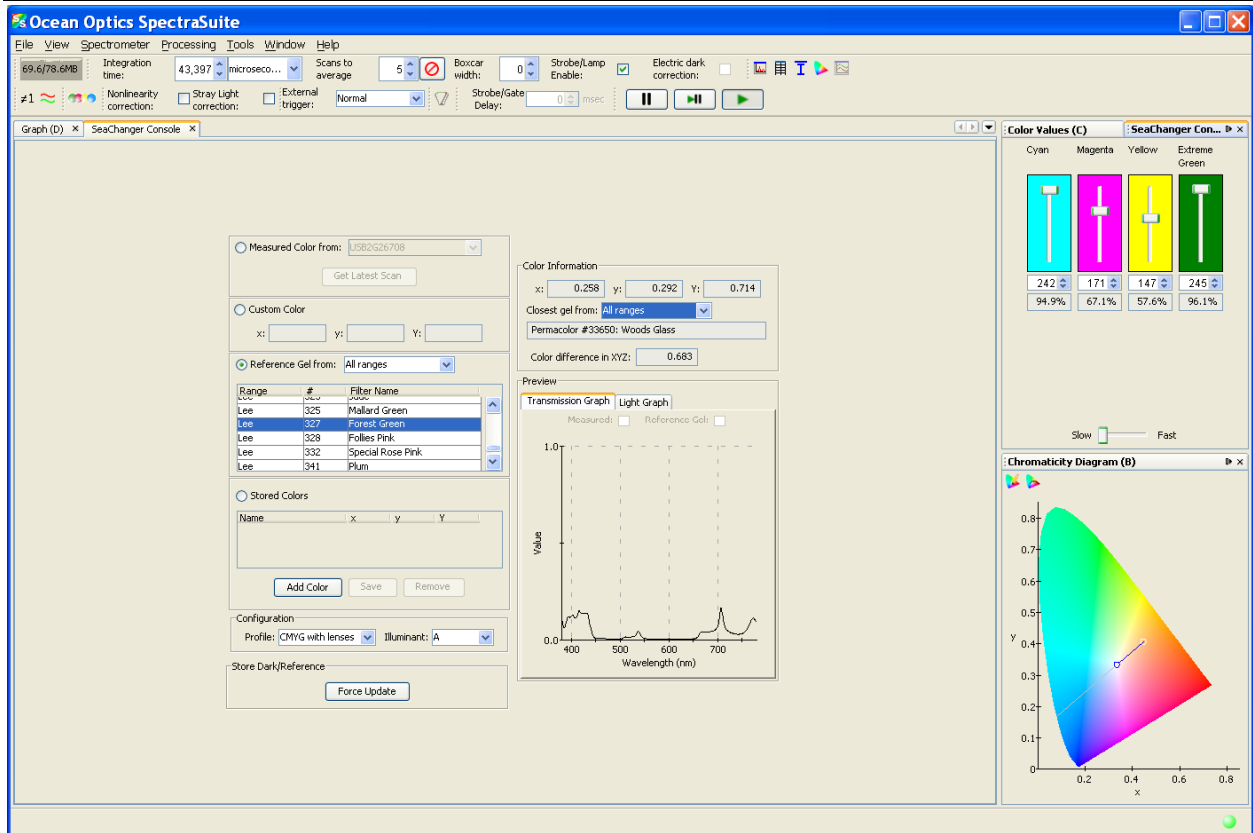 Ocean Optics SpectraSuite
File View Spectrometer Processing Tools Window Help
69.6/78.6MB Integration time: 43,397 microseco... Scans to average 5 Boxcar width: 0 Strobe/Lamp Enable: Electric dark correction:
≠1 Nonlinearity correction: Stray Light correction: External trigger: Normal Strobe/Gate Delay: 0 msec
Graph (D) × SeaChanger Console ×
Measured Color from: USB2G26708
Get Latest Scan
Custom Color
x: y: Y:
Reference Gel from: All ranges
Range # Filter Name
Lee 325 Mallard Green
Lee 327 Forest Green
Lee 328 Follies Pink
Lee 332 Special Rose Pink
Lee 341 Plum
Stored Colors
Name x y Y
Add Color Save Remove
Configuration
Profile: CMYG with lenses Illuminant: A
Store Dark/Reference
Force Update
Color Information
x: 0.258 y: 0.292 Y: 0.714
Closest gel from: All ranges
Permacolor #33650: Woods Glass
Color difference in XYZ: 0.683
Preview
Transmission Graph Light Graph
Measured: Reference Gel:
1.0
Value
0.0
400 500 600 700
Wavelength (nm)
Color Values (C) SeaChanger Con... ×
Cyan Magenta Yellow Extreme Green
242 171 147 245
94.9% 67.1% 57.6% 96.1%
Slow Fast
Chromaticity Diagram (B) ×
0.8
0.7
0.6
0.5
y 0.4
0.3
0.2
0.1
0
0.2 0.4 0.6 0.8
x